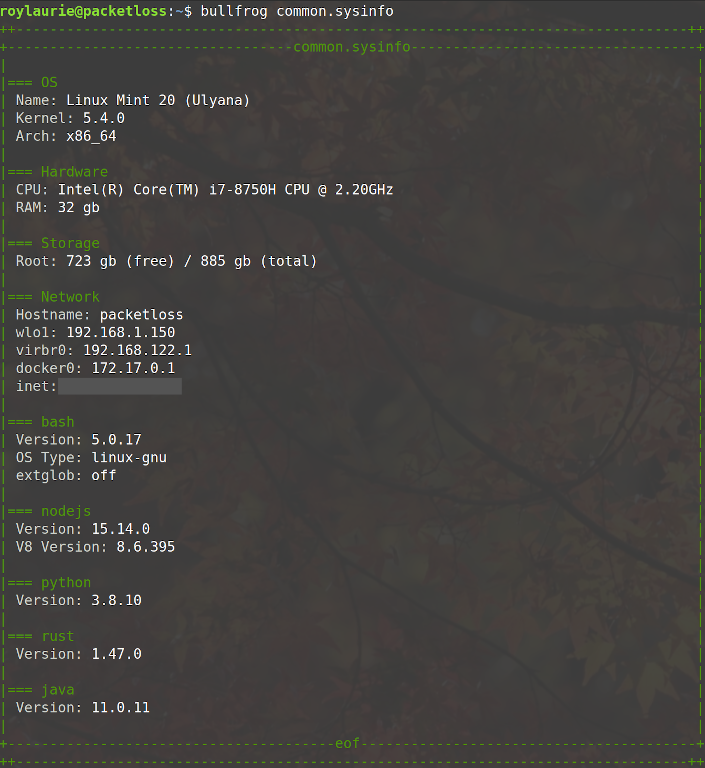 roylaurie@packetloss:~$ bullfrog common.sysinfo
++--------------------------------------------------------------------------------++
+----------------------------------common.sysinfo----------------------------------+
|                                                                                  |
|=== OS                                                                            |
| Name: Linux Mint 20 (Ulyana)                                                     |
| Kernel: 5.4.0                                                                    |
| Arch: x86_64                                                                     |
|                                                                                  |
|=== Hardware                                                                      |
| CPU: Intel(R) Core(TM) i7-8750H CPU @ 2.20GHz                                    |
| RAM: 32 gb                                                                       |
|                                                                                  |
|=== Storage                                                                       |
| Root: 723 gb (free) / 885 gb (total)                                             |
|                                                                                  |
|=== Network                                                                       |
| Hostname: packetloss                                                             |
| wlo1: 192.168.1.150                                                              |
| virbr0: 192.168.122.1                                                            |
| docker0: 172.17.0.1                                                              |
| inet:                                                                            |
|                                                                                  |
|=== bash                                                                          |
| Version: 5.0.17                                                                  |
| OS Type: linux-gnu                                                               |
| extglob: off                                                                     |
|                                                                                  |
|=== nodejs                                                                        |
| Version: 15.14.0                                                                 |
| V8 Version: 8.6.395                                                              |
|                                                                                  |
|=== python                                                                        |
| Version: 3.8.10                                                                  |
|                                                                                  |
|=== rust                                                                          |
| Version: 1.47.0                                                                  |
|                                                                                  |
|=== java                                                                          |
| Version: 11.0.11                                                                 |
|                                                                                  |
+---------------------------------------eof----------------------------------------+
++--------------------------------------------------------------------------------++